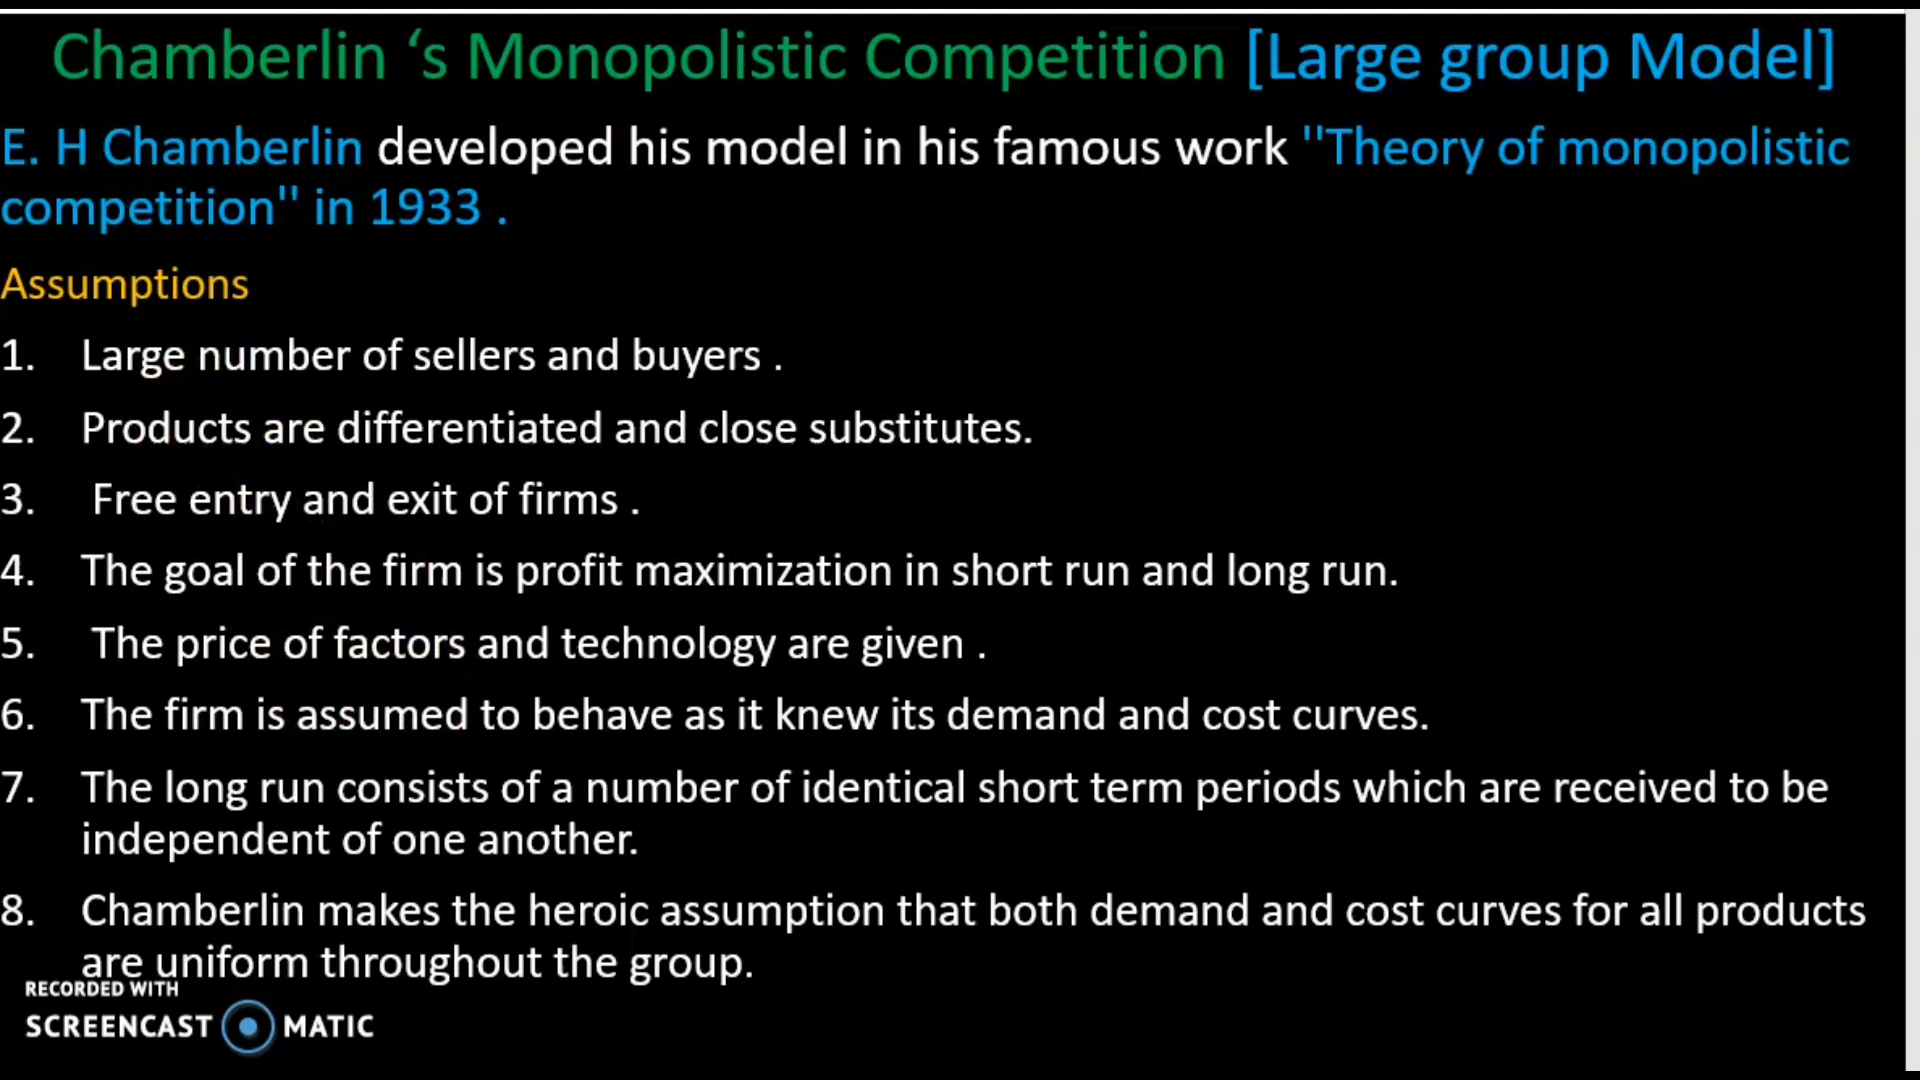 Chamberlin ‘s Monopolistic Competition [Large group Model]
E. H Chamberlin developed his model in his famous work ''Theory of monopolistic
competition'' in 1933 .
Assumptions
1. Large number of sellers and buyers .
2. Products are differentiated and close substitutes.
3. Free entry and exit of firms .
4. The goal of the firm is profit maximization in short run and long run.
5. The price of factors and technology are given .
6. The firm is assumed to behave as it knew its demand and cost curves.
7. The long run consists of a number of identical short term periods which are received to be
independent of one another.
8. Chamberlin makes the heroic assumption that both demand and cost curves for all products
are uniform throughout the group.
RECORDED WITH
SCREENCAST MATIC